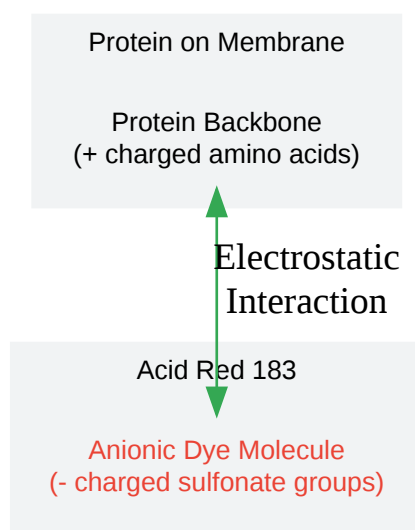 Protein on Membrane
Protein Backbone
(+ charged amino acids)
Electrostatic
Interaction
Acid Red 183
Anionic Dye Molecule
(- charged sulfonate groups)